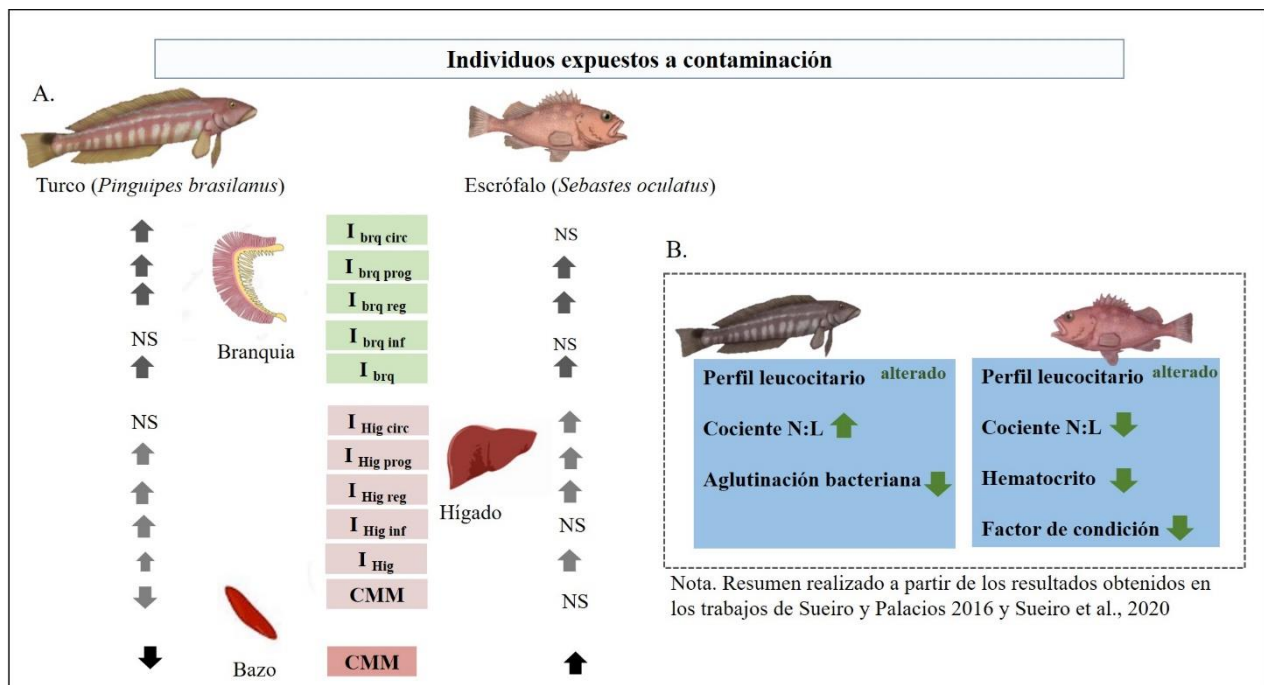 Individuos expuestos a contaminación
A.
Turco (Pinguipes brasilanus)
Escrófalo (Sebastes oculatus)
I brq circ
NS
I brq prog
I brq reg
NS
I brq inf
NS
Branquia
I brq
NS
I Hig circ
I Hig prog
I Hig reg
Hígado
I Hig inf
NS
I Hig
CMM
NS
Bazo
CMM
B.
Perfil leucocitario alterado
Cociente N:L
Aglutinación bacteriana
Perfil leucocitario alterado
Cociente N:L
Hematocrito
Factor de condición
Nota. Resumen realizado a partir de los resultados obtenidos en
los trabajos de Sueiro y Palacios 2016 y Sueiro et al., 2020